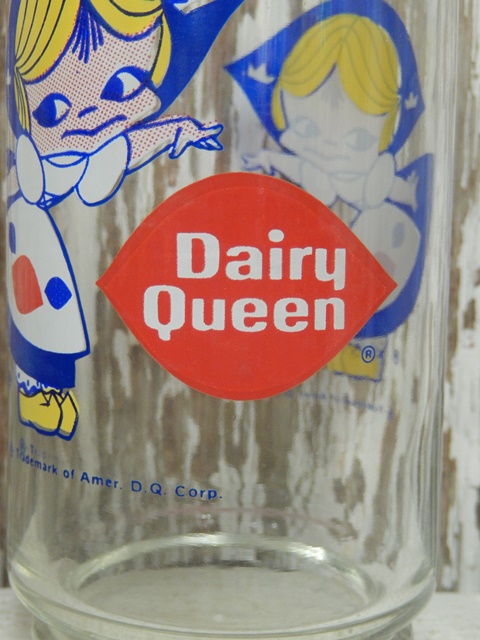 Dairy
Queen
®
Trademark of Amer. D.Q. Corp.